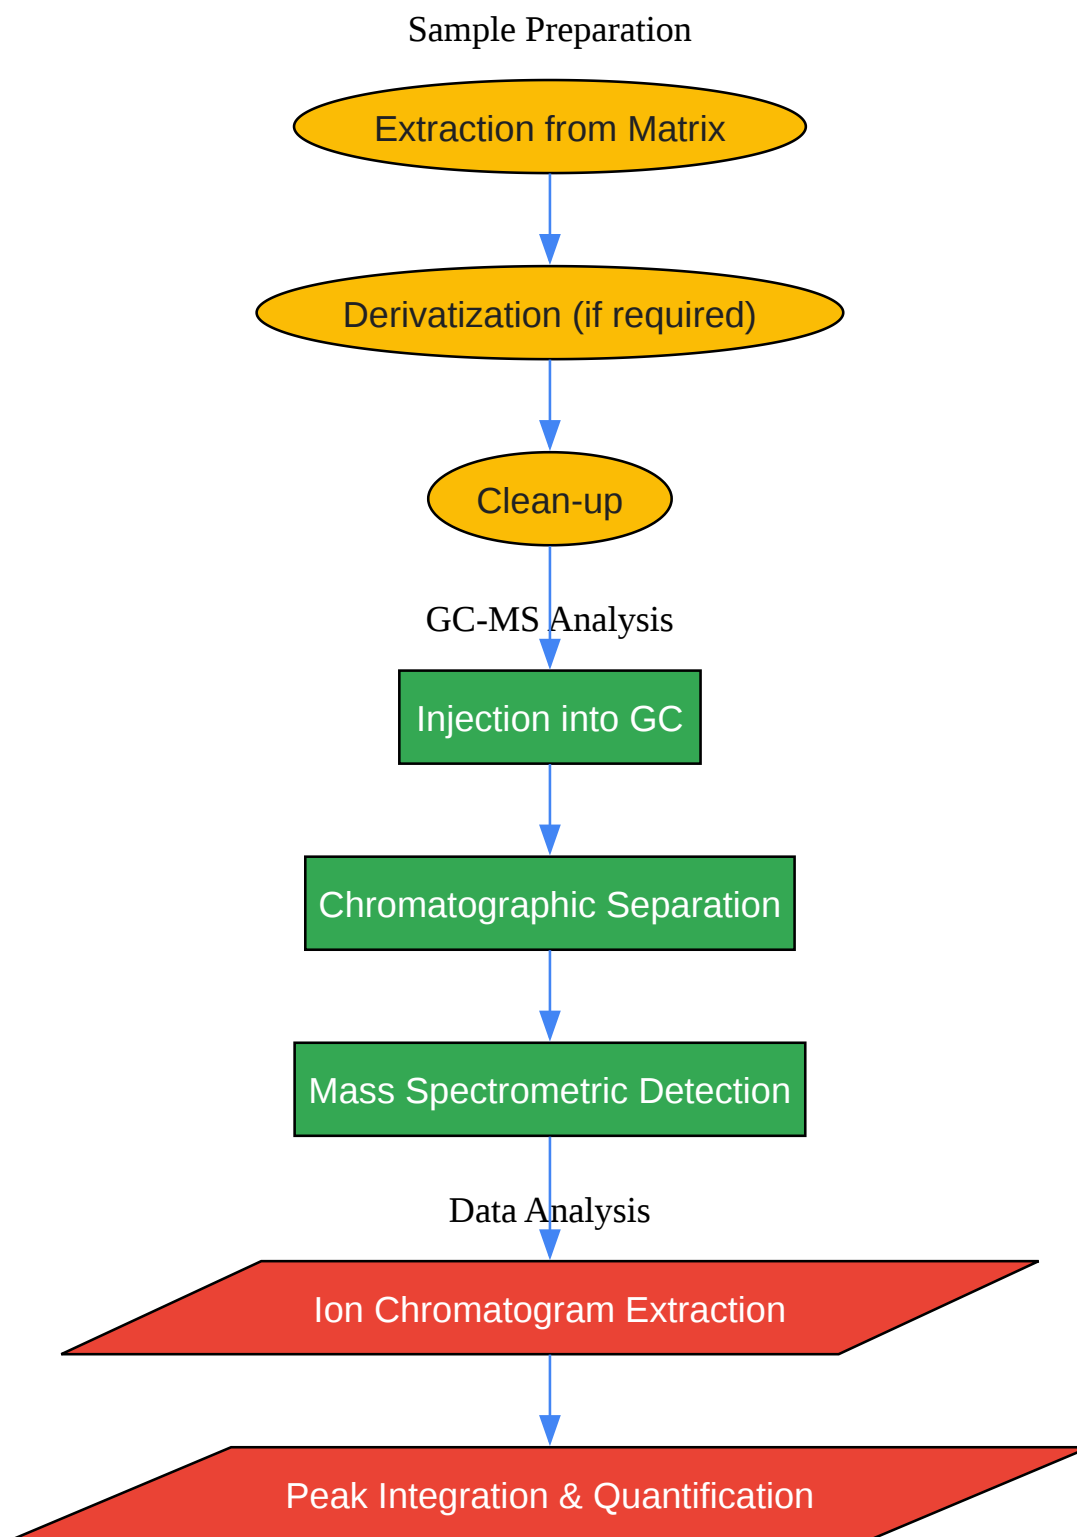 Sample Preparation
Extraction from Matrix
Derivatization (if required)
Clean-up
GC-MS Analysis
Injection into GC
Chromatographic Separation
Mass Spectrometric Detection
Data Analysis
Ion Chromatogram Extraction
Peak Integration & Quantification